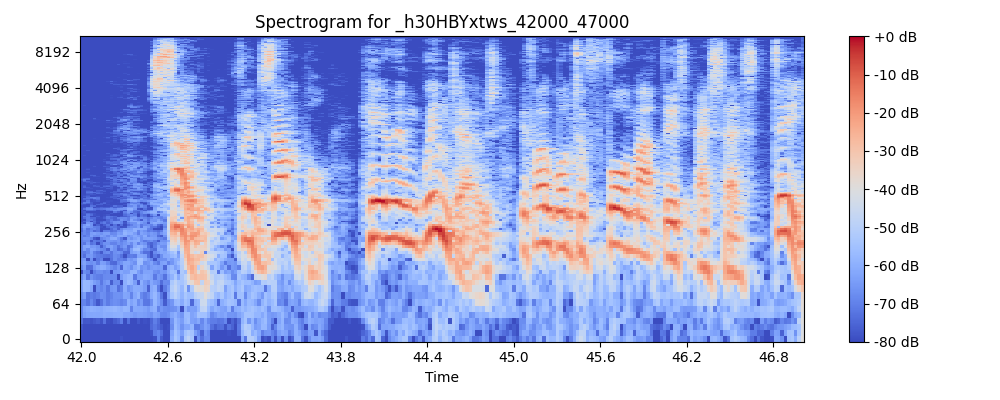 Spectrogram for _h30HBYxtws_42000_47000
8192
4096
2048
1024
512
256
128
64
0
Hz
42.0 42.6 43.2 43.8 44.4 45.0 45.6 46.2 46.8
Time
+0 dB
-10 dB
-20 dB
-30 dB
-40 dB
-50 dB
-60 dB
-70 dB
-80 dB